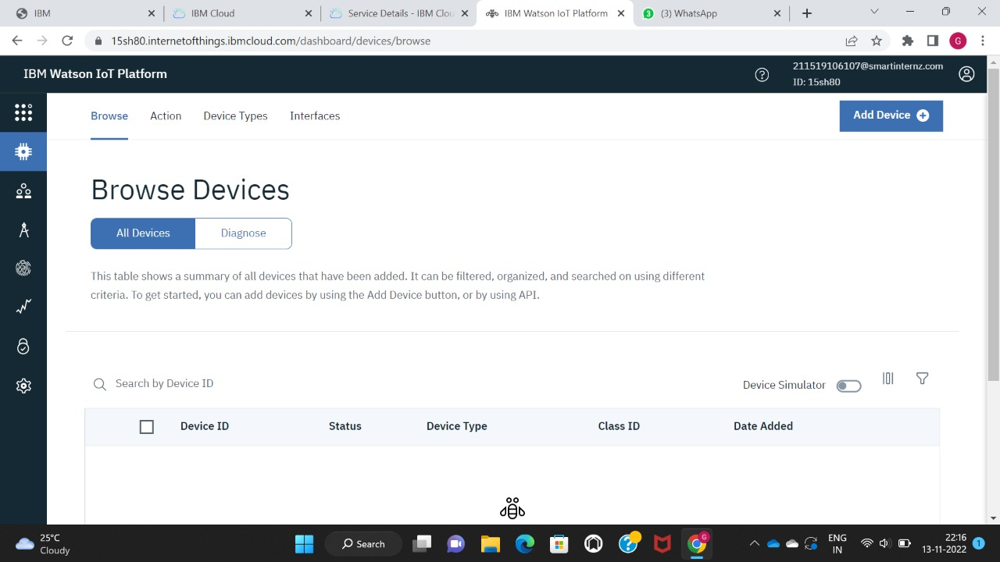 IBM
IBM Cloud
Service Details - IBM Clou
IBM Watson IoT Platform
3
(3) WhatsApp
15sh80.internetofthings.ibmcloud.com/dashboard/devices/browse
G
IBM Watson IoT Platform
211519106107@smartinternz.com
ID: 15sh80
Browse
Action
Device Types
Interfaces
Add Device
Browse Devices
All Devices
Diagnose
This table shows a summary of all devices that have been added. It can be filtered, organized, and searched on using different
criteria. To get started, you can add devices by using the Add Device button, or by using API.
Search by Device ID
Device Simulator
Device ID
Status
Device Type
Class ID
Date Added
25°C
Cloudy
Search
G
ENG
IN
22:16
13-11-2022
1